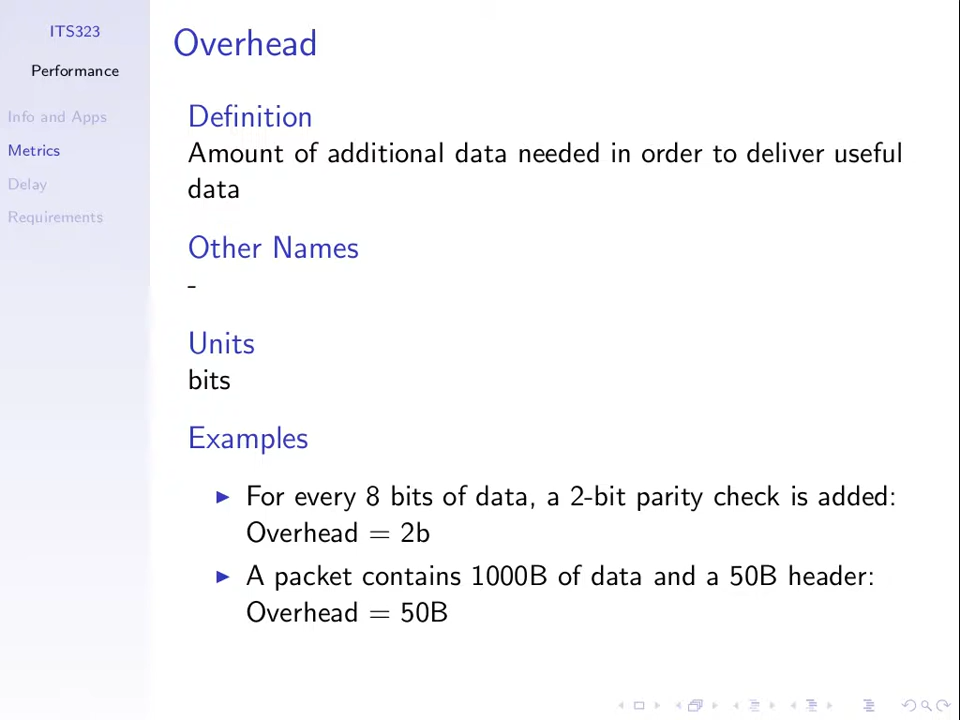 ITS323
Performance
Info and Apps
Metrics
Delay
Requirements
Overhead
Definition
Amount of additional data needed in order to deliver useful
data
Other Names
-
Units
bits
Examples
For every 8 bits of data, a 2-bit parity check is added:
Overhead = 2b
A packet contains 1000B of data and a 50B header:
Overhead = 50B